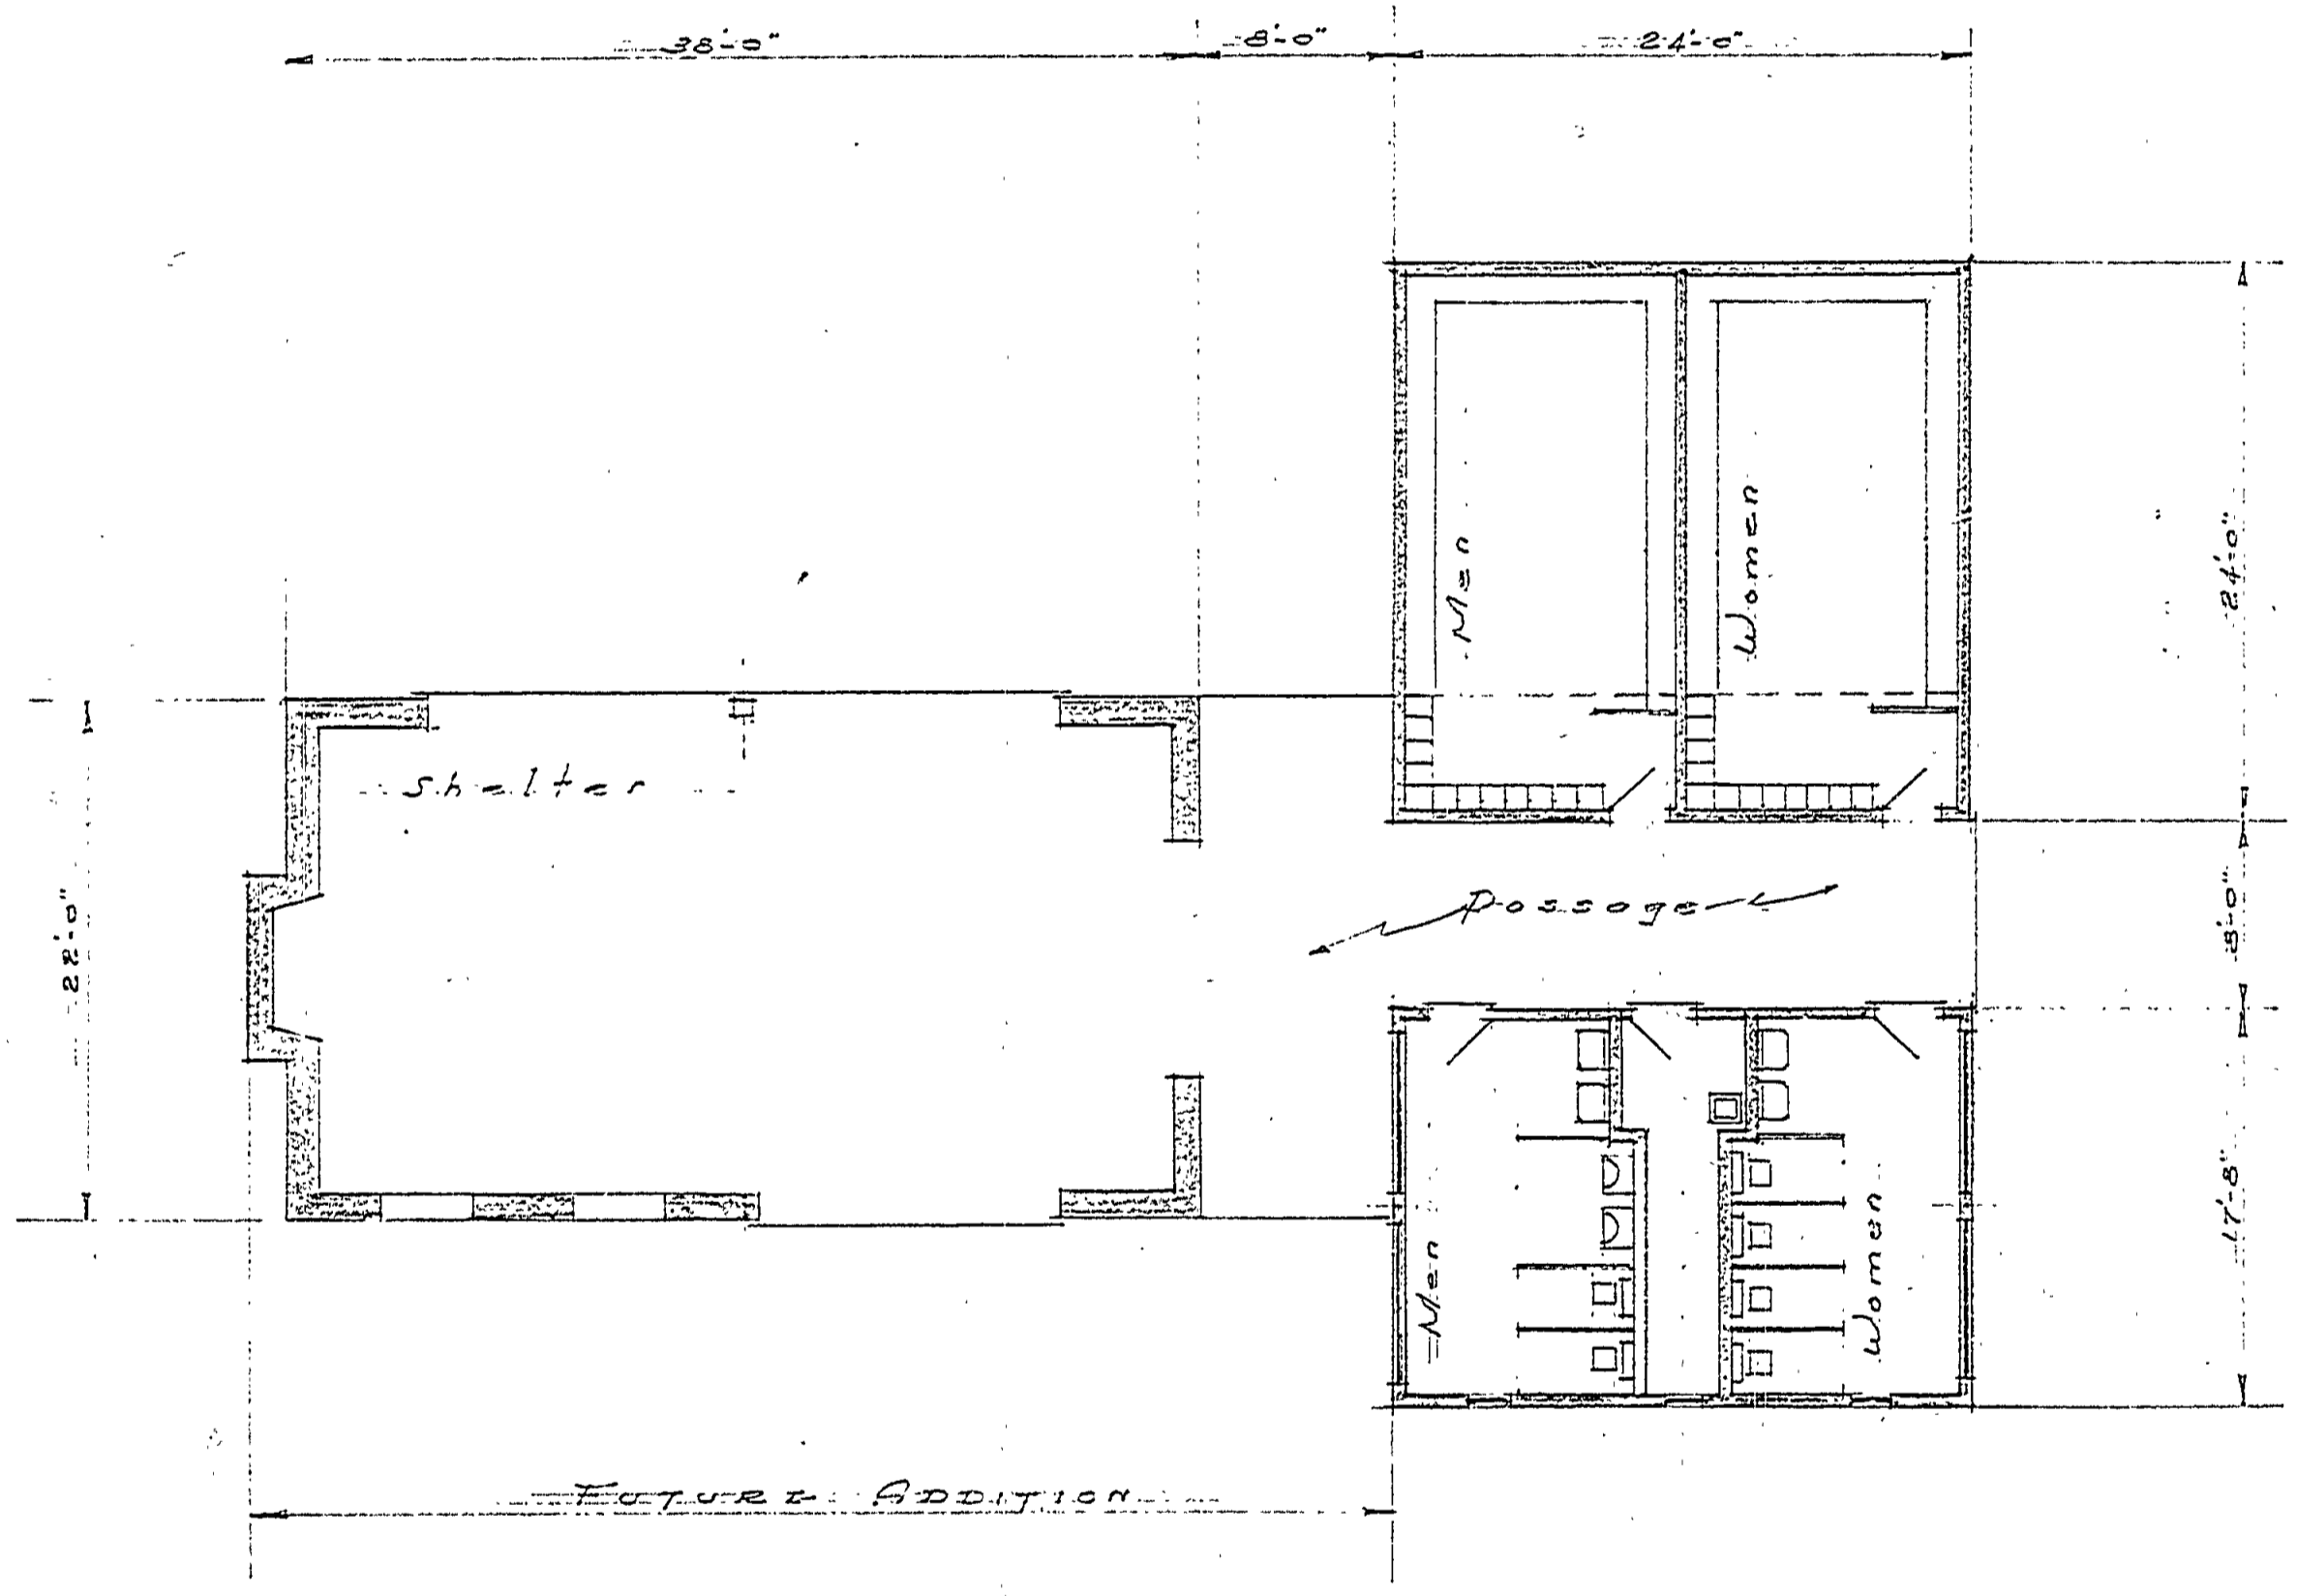 38'-0" 8'-0" 24'-0"
Men
Women
24'-0"
Shelter
Passage
22'-0"
8'-0"
Men
Women
17'-8"
FUTURE ADDITION